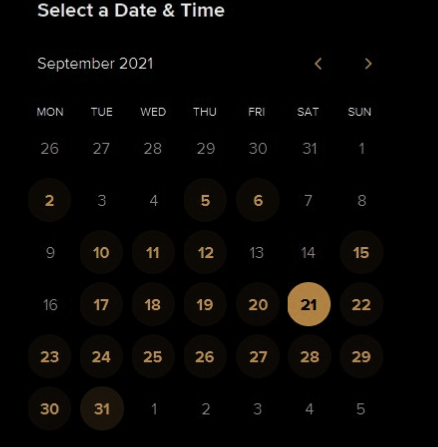 Select a Date & Time
September 2021
MON TUE WED THU FRI SAT SUN
26 27 28 29 30 31 1
2 3 4 5 6 7 8
9 10 11 12 13 14 15
16 17 18 19 20 21 22
23 24 25 26 27 28 29
30 31 1 2 3 4 5